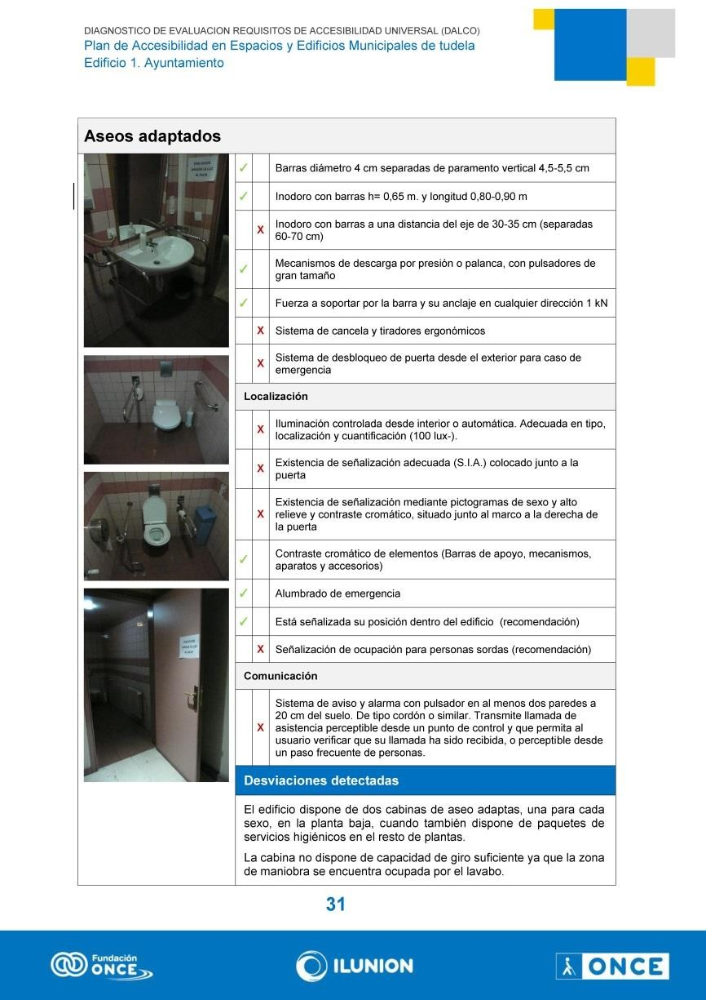 DIAGNOSTICO DE EVALUACION REQUISITOS DE ACCESIBILIDAD UNIVERSAL (DALCO)
Plan de Accesibilidad en Espacios y Edificios Municipales de tudela
Edificio 1. Ayuntamiento
Aseos adaptados
✓ Barras diámetro 4 cm separadas de paramento vertical 4,5-5,5 cm
✓ Inodoro con barras h= 0,65 m. y longitud 0,80-0,90 m
X Inodoro con barras a una distancia del eje de 30-35 cm (separadas
60-70 cm)
✓ Mecanismos de descarga por presión o palanca, con pulsadores de
gran tamaño
✓ Fuerza a soportar por la barra y su anclaje en cualquier dirección 1 kN
X Sistema de cancela y tiradores ergonómicos
X Sistema de desbloqueo de puerta desde el exterior para caso de
emergencia
Localización
X Iluminación controlada desde interior o automática. Adecuada en tipo,
localización y cuantificación (100 lux-).
X Existencia de señalización adecuada (S.I.A.) colocado junto a la
puerta
X Existencia de señalización mediante pictogramas de sexo y alto
relieve y contraste cromático, situado junto al marco a la derecha de
la puerta
✓ Contraste cromático de elementos (Barras de apoyo, mecanismos,
aparatos y accesorios)
✓ Alumbrado de emergencia
✓ Está señalizada su posición dentro del edificio (recomendación)
X Señalización de ocupación para personas sordas (recomendación)
Comunicación
X Sistema de aviso y alarma con pulsador en al menos dos paredes a
20 cm del suelo. De tipo cordón o similar. Transmite llamada de
asistencia perceptible desde un punto de control y que permita al
usuario verificar que su llamada ha sido recibida, o perceptible desde
un paso frecuente de personas.
Desviaciones detectadas
El edificio dispone de dos cabinas de aseo adaptas, una para cada
sexo, en la planta baja, cuando también dispone de paquetes de
servicios higiénicos en el resto de plantas.
La cabina no dispone de capacidad de giro suficiente ya que la zona
de maniobra se encuentra ocupada por el lavabo.
POR FAVOR
APAGUE LA LUZ
AL SALIR
31
Fundación
ONCE
ILUNION
ONCE